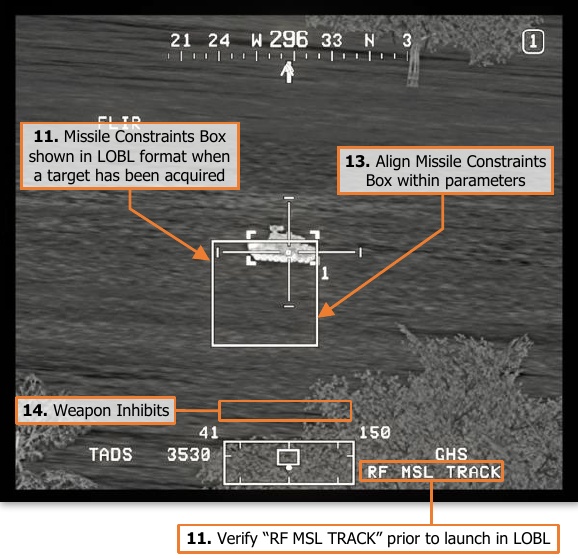 21 24 W 296 33 N 3
1
FLIR
11. Missile Constraints Box
shown in LOBL format when
a target has been acquired
13. Align Missile Constraints
Box within parameters
1
14. Weapon Inhibits
41 150
TADS 3530 GHS
RF MSL TRACK
11. Verify “RF MSL TRACK” prior to launch in LOBL